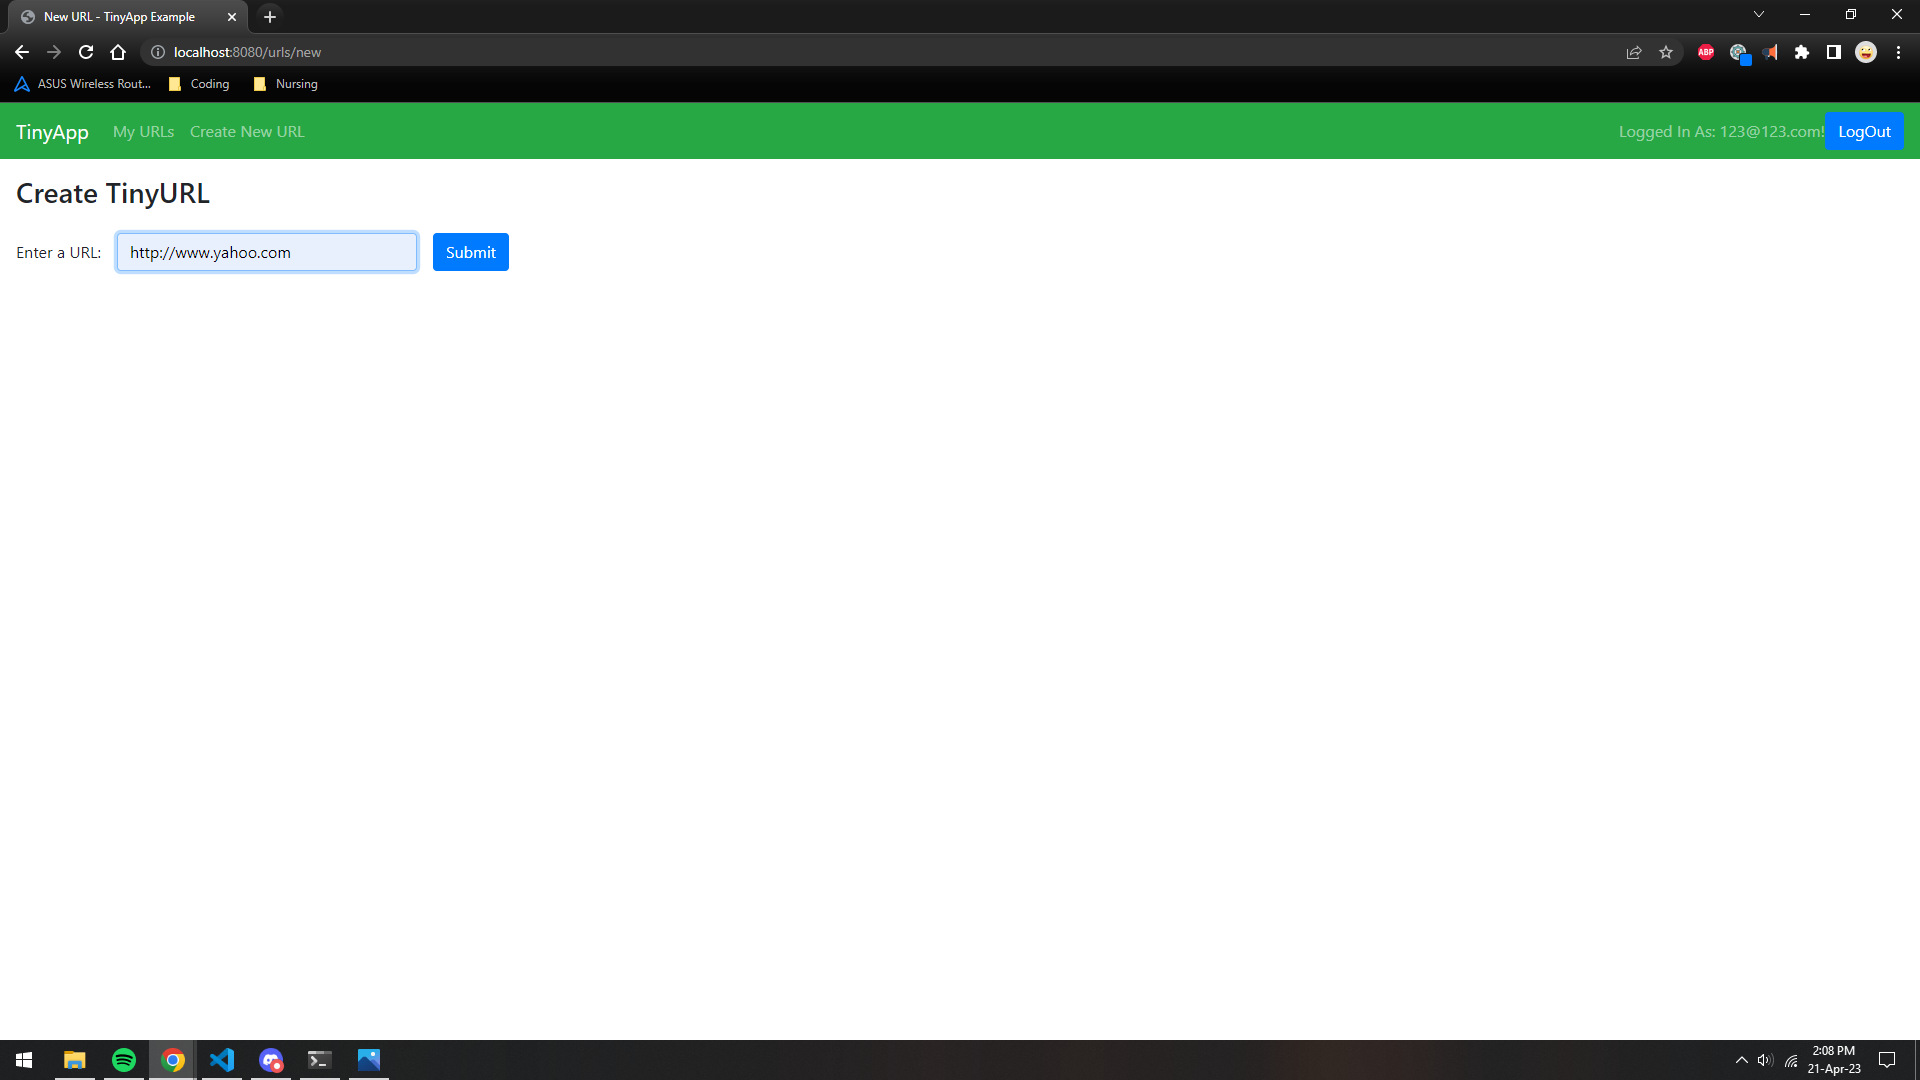 New URL - TinyApp Example
localhost:8080/urls/new
ABP
ASUS Wireless Rout... Coding Nursing
TinyApp My URLs Create New URL Logged In As: 123@123.com! LogOut
Create TinyURL
Enter a URL: http://www.yahoo.com Submit
2:08 PM
21-Apr-23